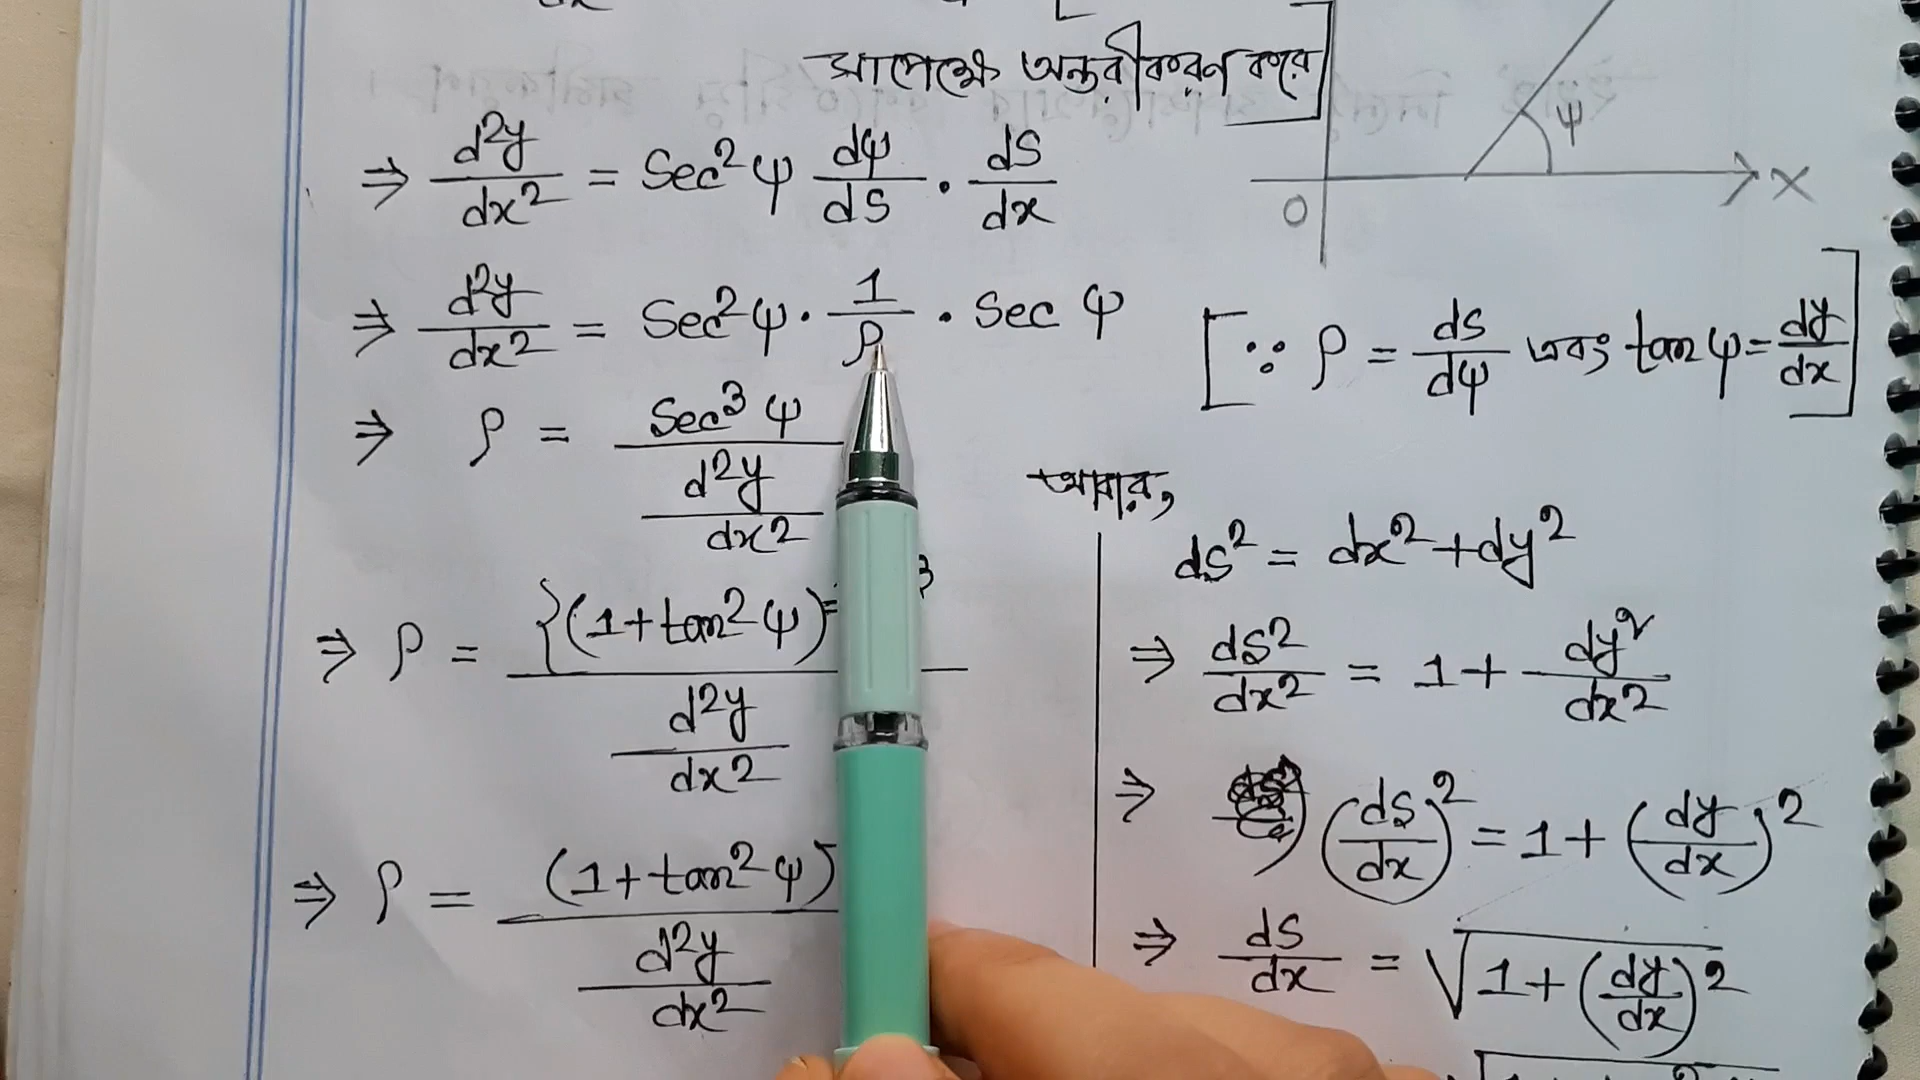 সাপেক্ষে অন্তরীকরণ করে]
ψ
X
O
⇒ d²y/dx² = Sec²ψ dψ/ds · ds/dx
⇒ d²y/dx² = Sec²ψ · 1/ρ · Sec ψ
[∵ ρ = ds/dψ এবং tan ψ = dy/dx]
⇒ ρ = Sec³ψ / d²y/dx²
⇒ ρ = {(1+tan²ψ) 3 / d²y/dx²
⇒ ρ = (1+tan²ψ) / d²y/dx²
আবার,
ds² = dx²+dy²
⇒ ds²/dx² = 1 + dy²/dx²
⇒ (ds/dx)² = 1 + (dy/dx)²
⇒ ds/dx = √1+(dy/dx)²